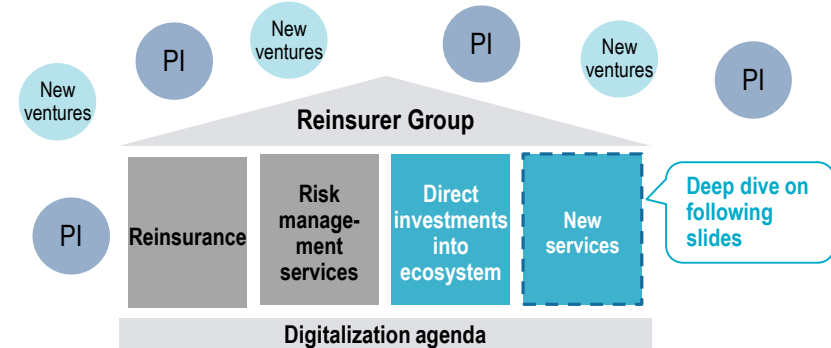 New
ventures
PI
New
ventures
PI
New
ventures
PI
Reinsurer Group
PI
Reinsurance
Risk
manage-
ment
services
Direct
investments
into
ecosystem
New
services
Deep dive on
following
slides
Digitalization agenda